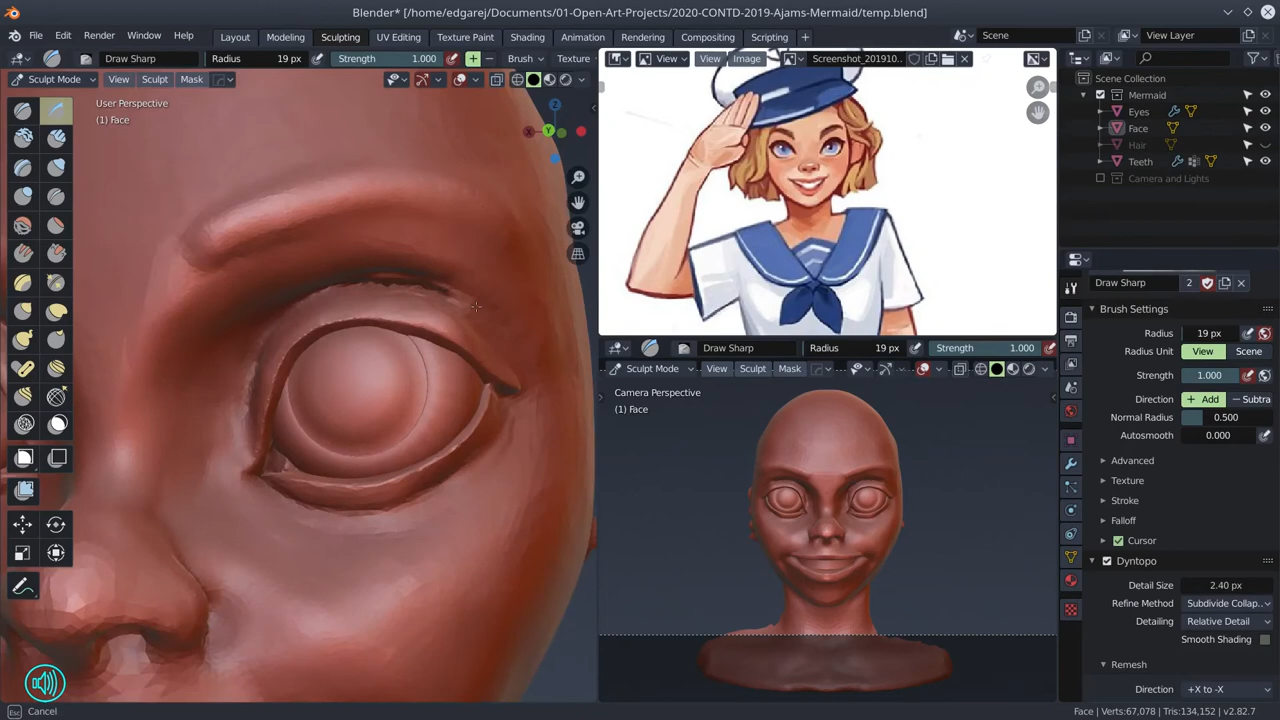 Blender* [/home/edgarej/Documents/01-Open-Art-Projects/2020-CONTD-2019-Ajams-Mermaid/temp.blend]
File Edit Render Window Help Layout Modeling Sculpting UV Editing Texture Paint Shading Animation Rendering Compositing Scripting + Scene View Layer
Draw Sharp Radius 19 px Strength 1.000 Brush Texture
View View Image Screenshot_201910..
Sculpt Mode View Sculpt Mask
User Perspective
(1) Face
Z
X
Y
Scene Collection
Mermaid
Eyes
Face
Hair
Teeth
Camera and Lights
Draw Sharp Radius 19 px Strength 1.000
Sculpt Mode View Sculpt Mask
Camera Perspective
(1) Face
Draw Sharp 2
Brush Settings
Radius 19 px
Radius Unit View Scene
Strength 1.000
Direction + Add − Subtra
Normal Radius 0.500
Autosmooth 0.000
Advanced
Texture
Stroke
Falloff
Cursor
Dyntopo
Detail Size 2.40 px
Refine Method Subdivide Collap..
Detailing Relative Detail
Smooth Shading
Remesh
Direction +X to -X
Esc Cancel
Face | Verts:67,078 | Tris:134,152 | v2.82.7